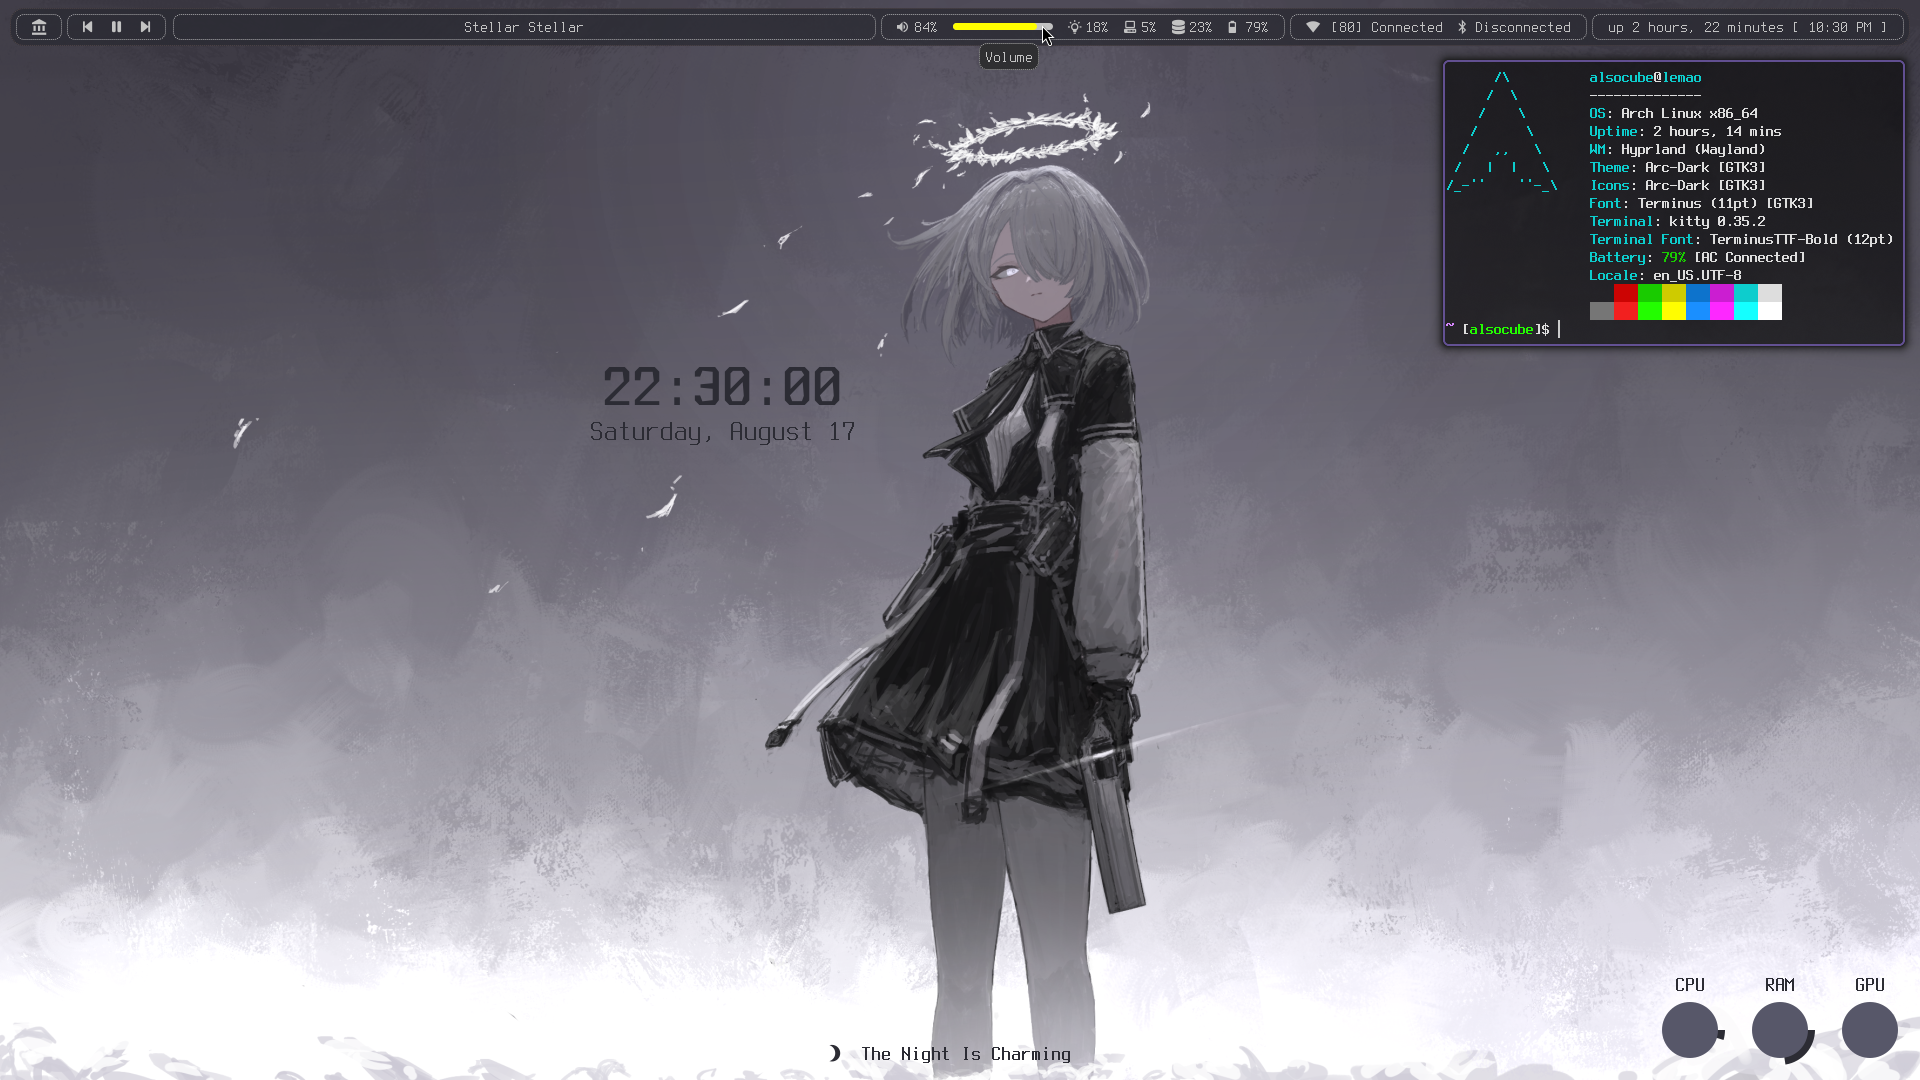 Stellar Stellar
84%
18%
5%
23%
79%
[80] Connected
Disconnected
up 2 hours, 22 minutes [ 10:30 PM ]
Volume
alsocube@lemao
--------------
OS: Arch Linux x86_64
Uptime: 2 hours, 14 mins
WM: Hyprland (Wayland)
Theme: Arc-Dark [GTK3]
Icons: Arc-Dark [GTK3]
Font: Terminus (11pt) [GTK3]
Terminal: kitty 0.35.2
Terminal Font: TerminusTTF-Bold (12pt)
Battery: 79% [AC Connected]
Locale: en_US.UTF-8
~ [alsocube]$
22:30:00
Saturday, August 17
CPU
RAM
GPU
The Night Is Charming